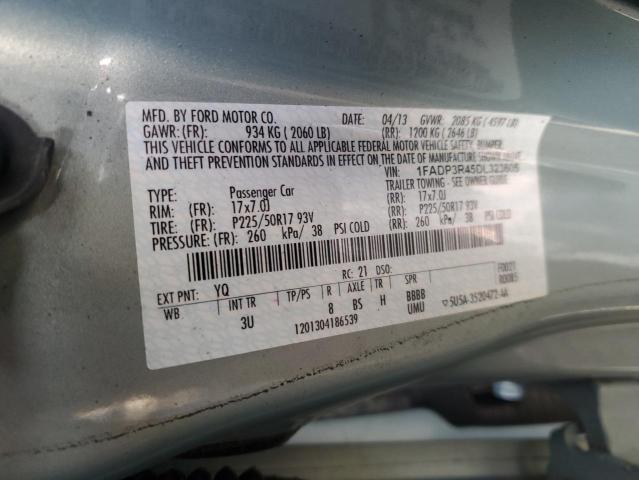 MFD. BY FORD MOTOR CO. DATE: 04/13 GVWR: 2085 KG ( 4597 LB)
GAWR: (FR): 934 KG ( 2060 LB) (RR): 1200 KG ( 2646 LB)
THIS VEHICLE CONFORMS TO ALL APPLICABLE FEDERAL MOTOR VEHICLE SAFETY, BUMPER,
AND THEFT PREVENTION STANDARDS IN EFFECT ON THE DATE OF MANUFACTURE SHOWN ABOVE.
VIN: 1FADP3R45DL323605
TYPE: Passenger Car TRAILER TOWING - SEE OWNER GUIDE
RIM: (FR): 17x7.0J (RR): 17x7.0J
TIRE: (FR): P225/50R17 93V (RR): P225/50R17 93V
PRESSURE: (FR): 260 kPa/ 38 PSI COLD (RR): 260 kPa/ 38 PSI COLD
EXT PNT: YQ RC: 21 DSO:
WB INT TR TP/PS R AXLE TR SPR
3U 8 BS H BBBB
UMU
1201304186539
5U5A-3520472-AA